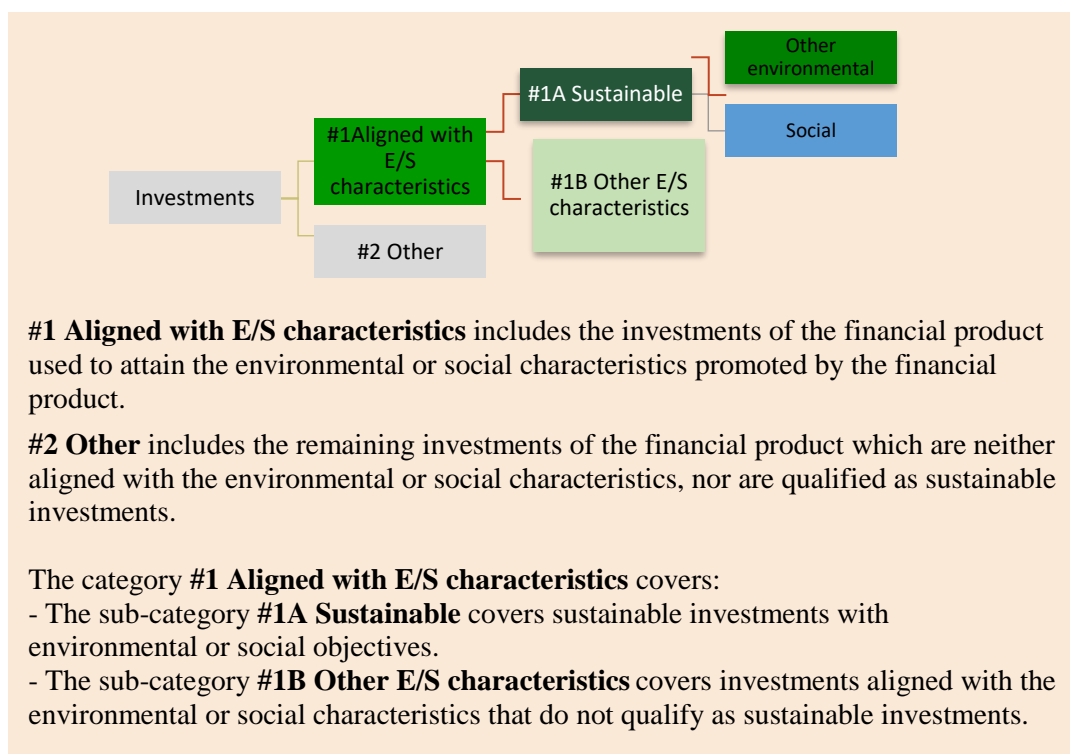 Other
environmental
#1A Sustainable
#1Aligned with
E/S
characteristics
Social
#1B Other E/S
characteristics
Investments
#2 Other
#1 Aligned with E/S characteristics includes the investments of the financial product
used to attain the environmental or social characteristics promoted by the financial
product.
#2 Other includes the remaining investments of the financial product which are neither
aligned with the environmental or social characteristics, nor are qualified as sustainable
investments.
The category #1 Aligned with E/S characteristics covers:
- The sub-category #1A Sustainable covers sustainable investments with
environmental or social objectives.
- The sub-category #1B Other E/S characteristics covers investments aligned with the
environmental or social characteristics that do not qualify as sustainable investments.